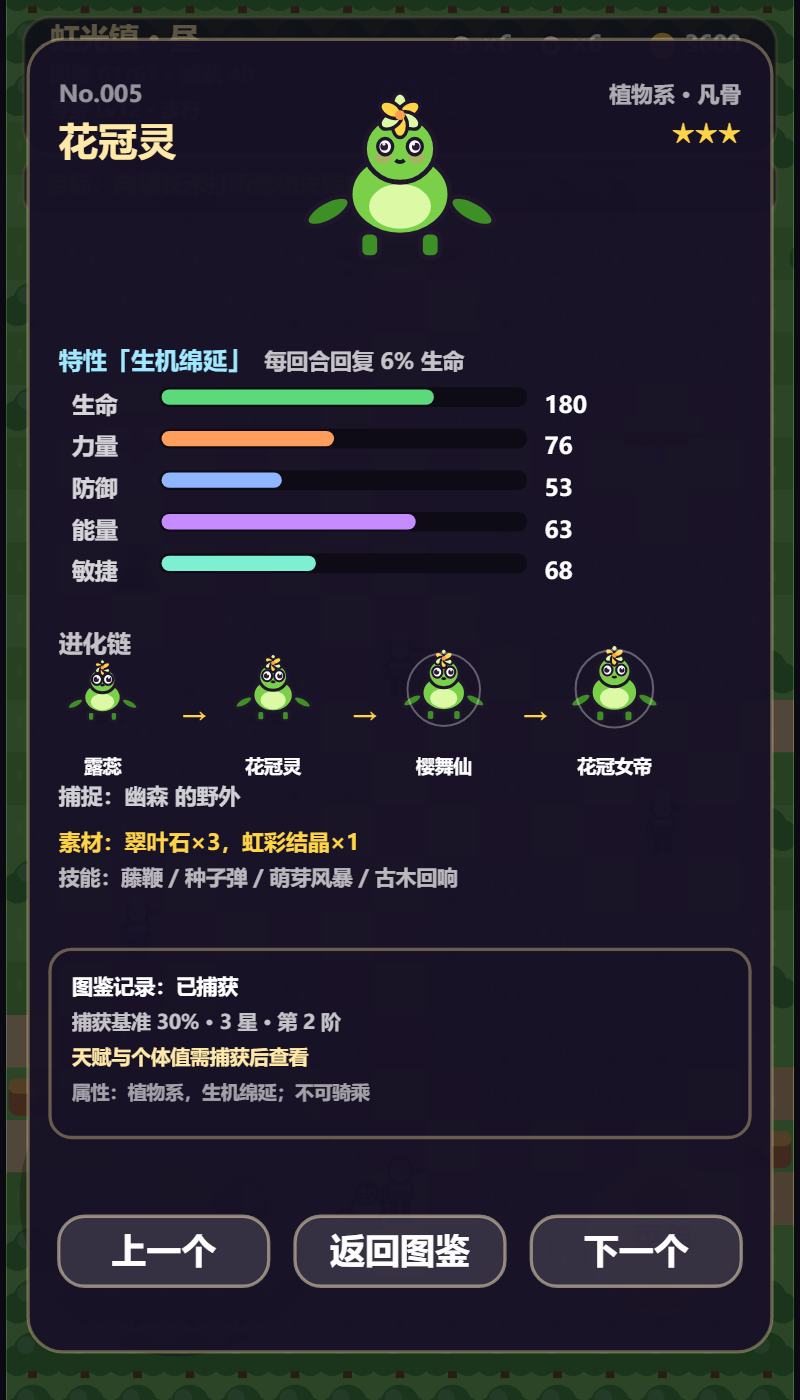 虹光镇·昼
×6 ×6 3600
No.005
植物系 • 凡骨
花冠灵
★★★
特性「生机绵延」 每回合回复 6% 生命
生命 180
力量 76
防御 53
能量 63
敏捷 68
进化链
→ → →
露蕊 花冠灵 樱舞仙 花冠女帝
捕捉：幽森 的野外
素材：翠叶石×3，虹彩结晶×1
技能：藤鞭 / 种子弹 / 萌芽风暴 / 古木回响
图鉴记录：已捕获
捕获基准 30% • 3 星 • 第 2 阶
天赋与个体值需捕获后查看
属性：植物系，生机绵延；不可骑乘
上一个 返回图鉴 下一个